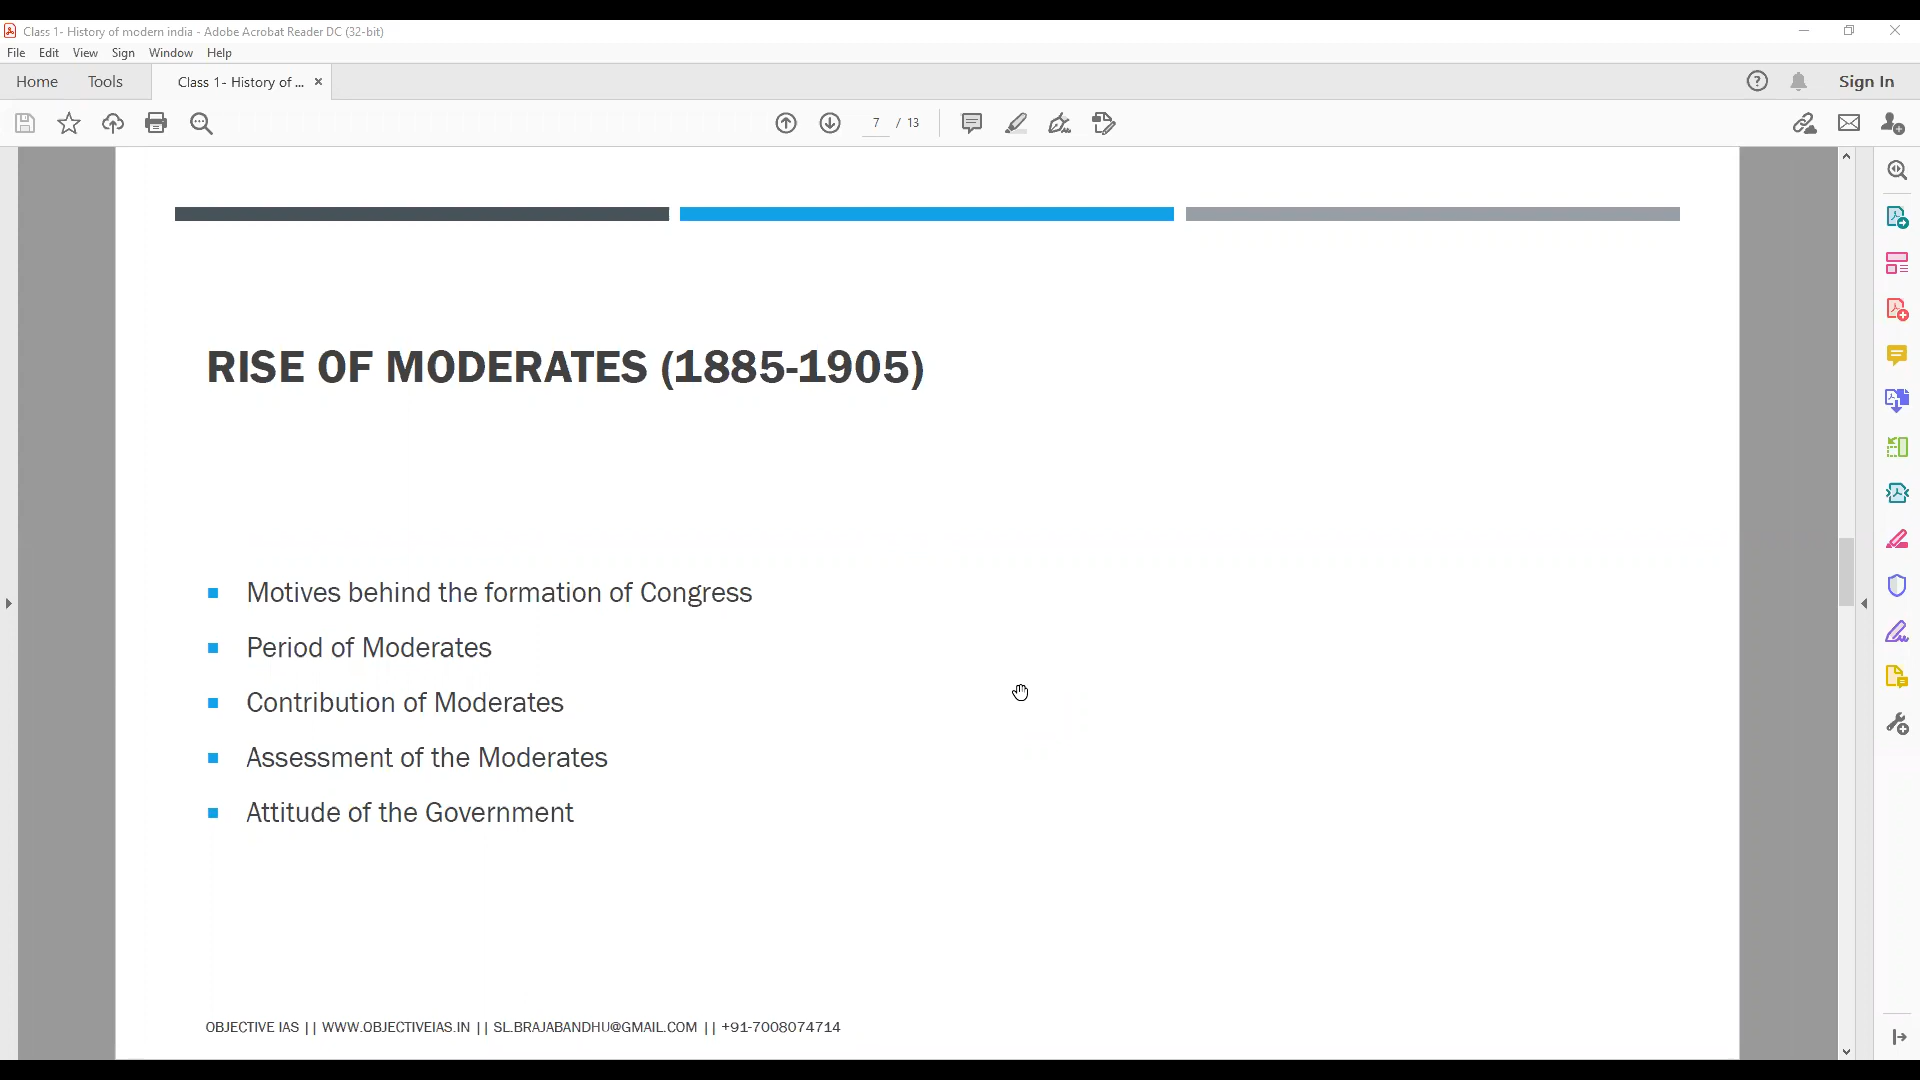 Class 1- History of modern india - Adobe Acrobat Reader DC (32-bit)
File Edit View Sign Window Help
Home Tools Class 1- History of ... × Sign In
7 / 13
RISE OF MODERATES (1885-1905)
Motives behind the formation of Congress
Period of Moderates
Contribution of Moderates
Assessment of the Moderates
Attitude of the Government
OBJECTIVE IAS || WWW.OBJECTIVEIAS.IN || SL.BRAJABANDHU@GMAIL.COM || +91-7008074714